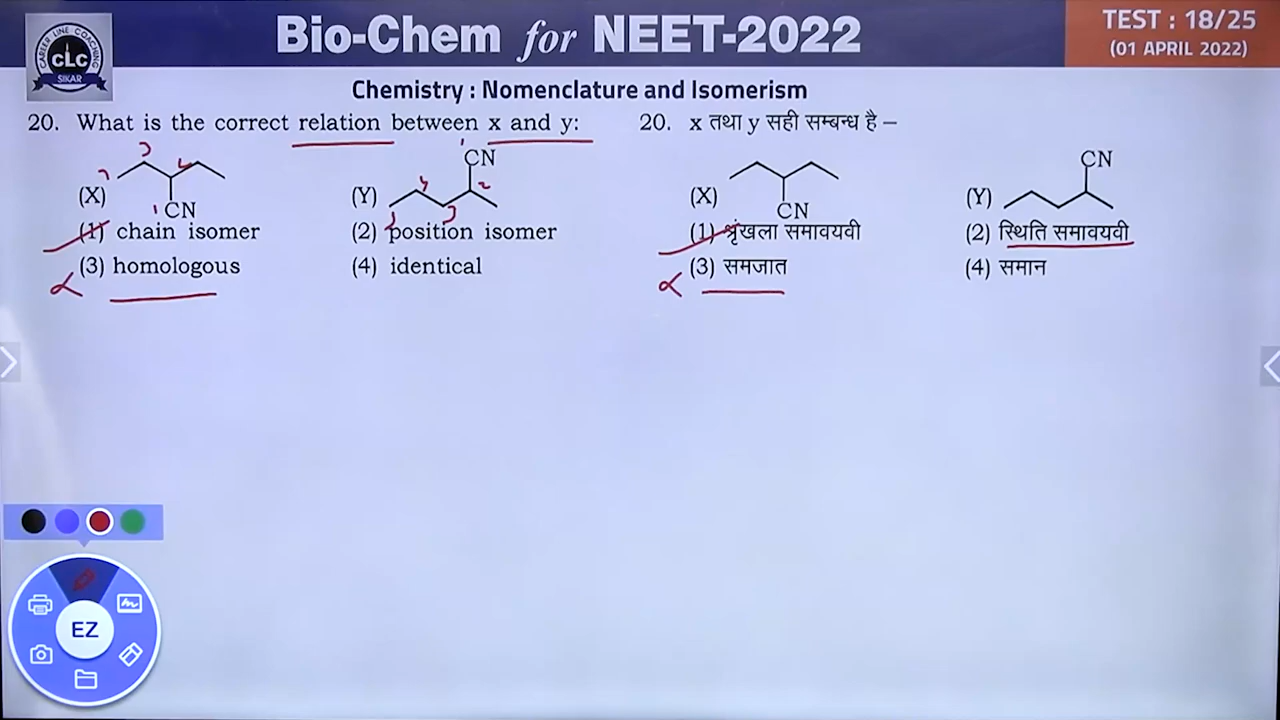 CAREER LINE COACHING
CLC
SIKAR
Bio-Chem for NEET-2022
TEST : 18/25
(01 APRIL 2022)
Chemistry : Nomenclature and Isomerism
20. What is the correct relation between x and y:
(X)
CN
(Y)
CN
(1) chain isomer
(2) position isomer
(3) homologous
(4) identical
20. x तथा y सही सम्बन्ध है –
(X)
CN
(Y)
CN
(1) श्रृंखला समावयवी
(2) स्थिति समावयवी
(3) समजात
(4) समान
EZ